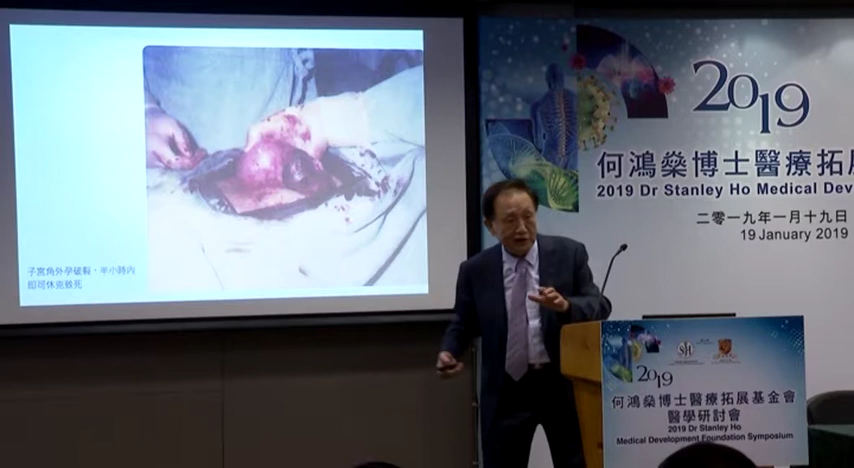 子宮角外孕破裂，半小時內
即可休克致死
2019
何鴻燊博士醫療拓展
2019 Dr Stanley Ho Medical Deve
二零一九年一月十九日
19 January 2019
2019
何鴻燊博士醫療拓展基金會
醫學研討會
2019 Dr Stanley Ho
Medical Development Foundation Symposium